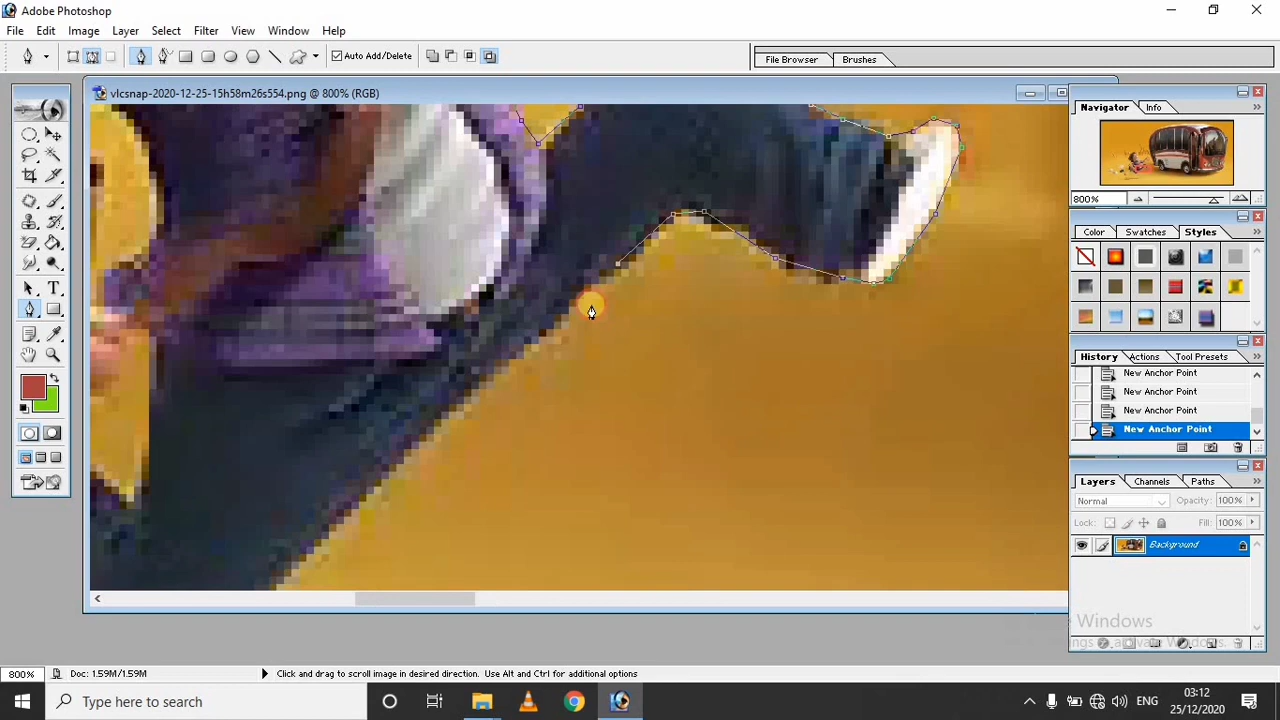 Adobe Photoshop
File Edit Image Layer Select Filter View Window Help
Auto Add/Delete
File Browser Brushes
vlcsnap-2020-12-25-15h58m26s554.png @ 800% (RGB)
Navigator Info
800%
Color Swatches Styles
History Actions Tool Presets
New Anchor Point
New Anchor Point
New Anchor Point
New Anchor Point
Layers Channels Paths
Normal Opacity: 100%
Lock: Fill: 100%
Background
800% Doc: 1.59M/1.59M Click and drag to scroll image in desired direction. Use Alt and Ctrl for additional options
Type here to search
ENG
03:12
25/12/2020